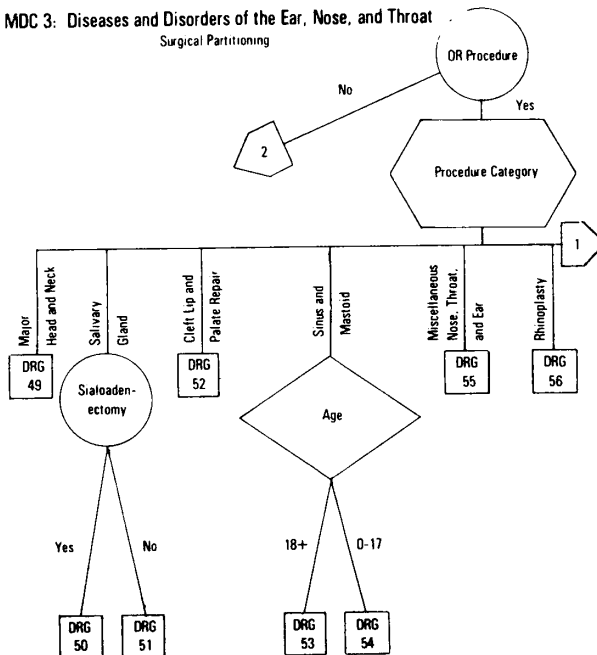 MDC 3: Diseases and Disorders of the Ear, Nose, and Throat
Surgical Partitioning
OR Procedure
No
Yes
2
Procedure Category
1
Major
Head and Neck
Salivary
Gland
Cleft Lip and
Palate Repair
Sinus and
Mastoid
Miscellaneous
Nose, Throat,
and Ear
Rhinoplasty
DRG
49
Sialoaden-
ectomy
DRG
52
Age
DRG
55
DRG
56
Yes
No
18+
0-17
DRG
50
DRG
51
DRG
53
DRG
54